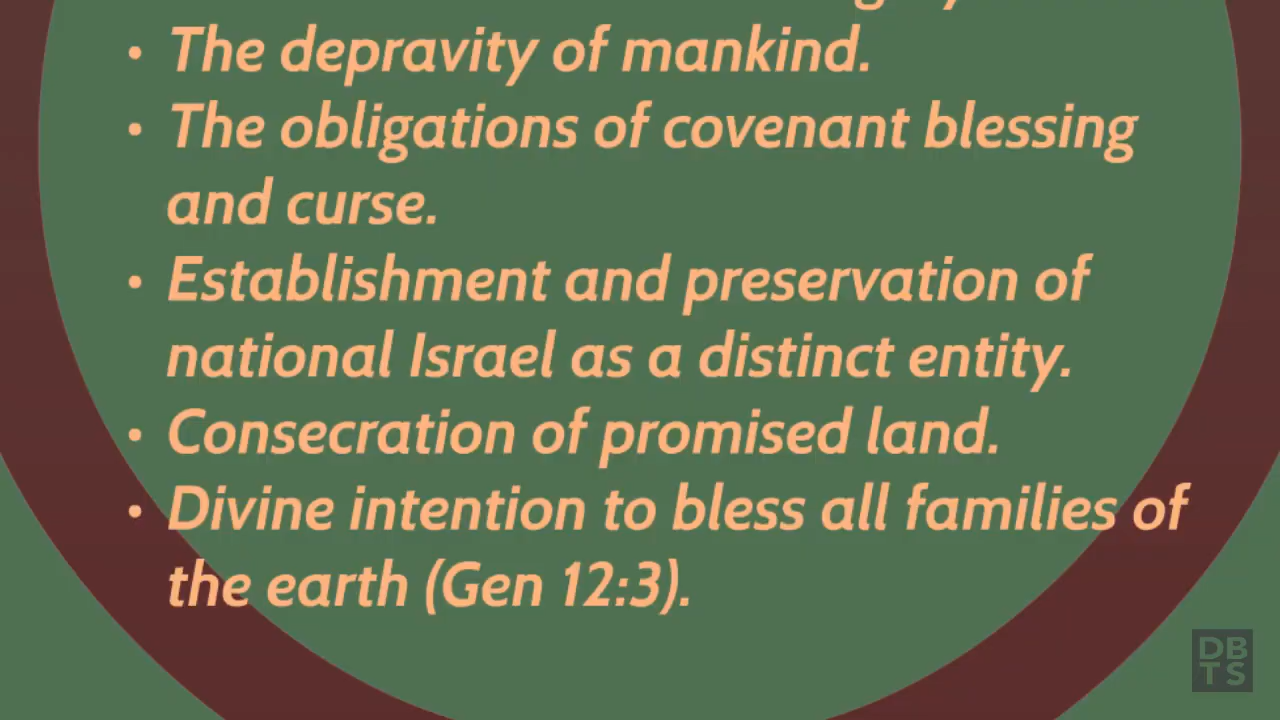 • The depravity of mankind.
• The obligations of covenant blessing
and curse.
• Establishment and preservation of
national Israel as a distinct entity.
• Consecration of promised land.
• Divine intention to bless all families of
the earth (Gen 12:3).
DB
TS